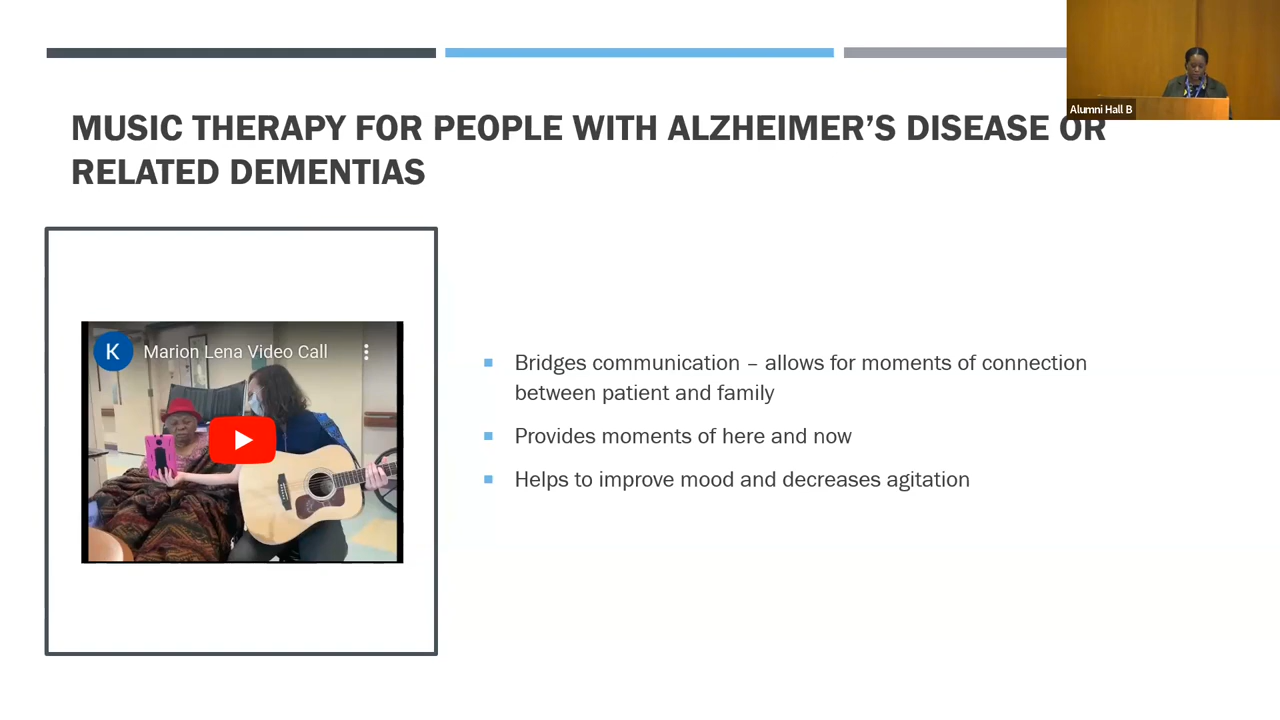 Alumni Hall B
MUSIC THERAPY FOR PEOPLE WITH ALZHEIMER’S DISEASE OR
RELATED DEMENTIAS
K
Marion Lena Video Call
Bridges communication – allows for moments of connection
between patient and family
Provides moments of here and now
Helps to improve mood and decreases agitation